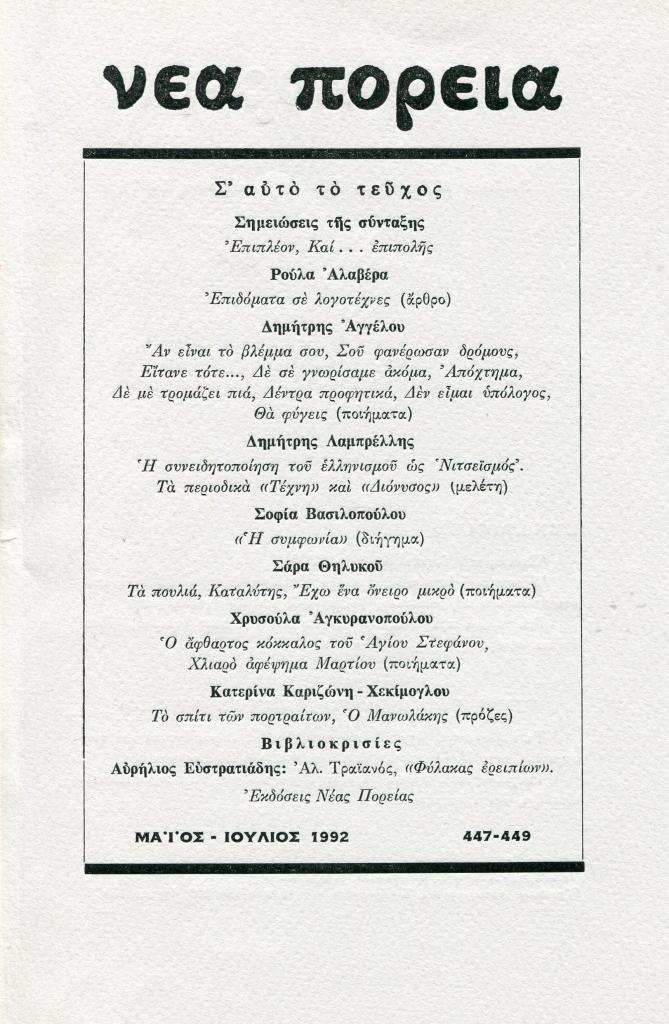 νεα πορεια
Σ' αὐτὸ τὸ τεῦχος
Σημειώσεις τῆς σύνταξης
Ἐπιπλέον, Καί... ἐπιπολῆς
Ρούλα Ἀλαβέρα
Ἐπιδόματα σὲ λογοτέχνες (ἄρθρο)
Δημήτρης Ἀγγέλου
Ἄν εἶναι τὸ βλέμμα σου, Σοῦ φανέρωσαν δρόμους,
Εἴτανε τότε..., Δὲ σὲ γνωρίσαμε ἀκόμα, Ἀπόχτημα,
Δὲ μὲ τρομάζει πιά, Δέντρα προφητικά, Δὲν εἶμαι ὑπόλογος,
Θὰ φύγεις (ποιήματα)
Δημήτρης Λαμπρέλλης
Ἡ συνειδητοποίηση τοῦ ἑλληνισμοῦ ὡς 'Νιτσεϊσμός'.
Τὰ περιοδικὰ «Τέχνη» καὶ «Διόνυσος» (μελέτη)
Σοφία Βασιλοπούλου
«Ἡ συμφωνία» (διήγημα)
Σάρα Θηλυκοῦ
Τὰ πουλιά, Καταλύτης, Ἔχω ἕνα ὄνειρο μικρὸ (ποιήματα)
Χρυσούλα Ἀγκυρανοπούλου
Ὁ ἄφθαρτος κόκκαλος τοῦ Ἁγίου Στεφάνου,
Χλιαρὸ ἀφέψημα Μαρτίου (ποιήματα)
Κατερίνα Καριζώνη - Χεκίμογλου
Τὸ σπίτι τῶν πορτραίτων, Ὁ Μανωλάκης (πρόζες)
Βιβλιοκρισίες
Αὐρήλιος Εὐστρατιάδης: Ἀλ. Τραϊανός, «Φύλακας ἐρειπίων».
Ἐκδόσεις Νέας Πορείας
ΜΑΪΟΣ - ΙΟΥΛΙΟΣ 1992 447-449